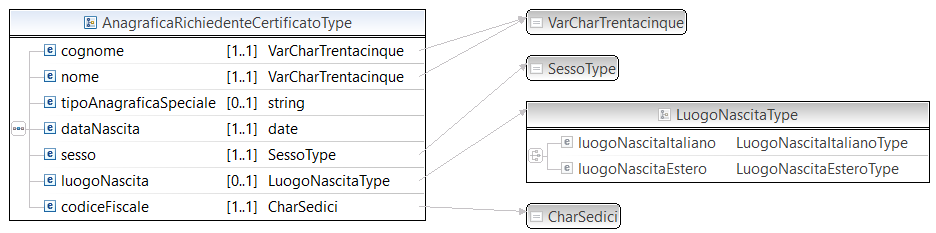 AnagraficaRichiedenteCertificatoType
cognome [1..1] VarCharTrentacinque
nome [1..1] VarCharTrentacinque
tipoAnagraficaSpeciale [0..1] string
dataNascita [1..1] date
sesso [1..1] SessoType
luogoNascita [0..1] LuogoNascitaType
codiceFiscale [1..1] CharSedici
VarCharTrentacinque
SessoType
LuogoNascitaType
luogoNascitaItaliano LuogoNascitaItalianoType
luogoNascitaEstero LuogoNascitaEsteroType
CharSedici